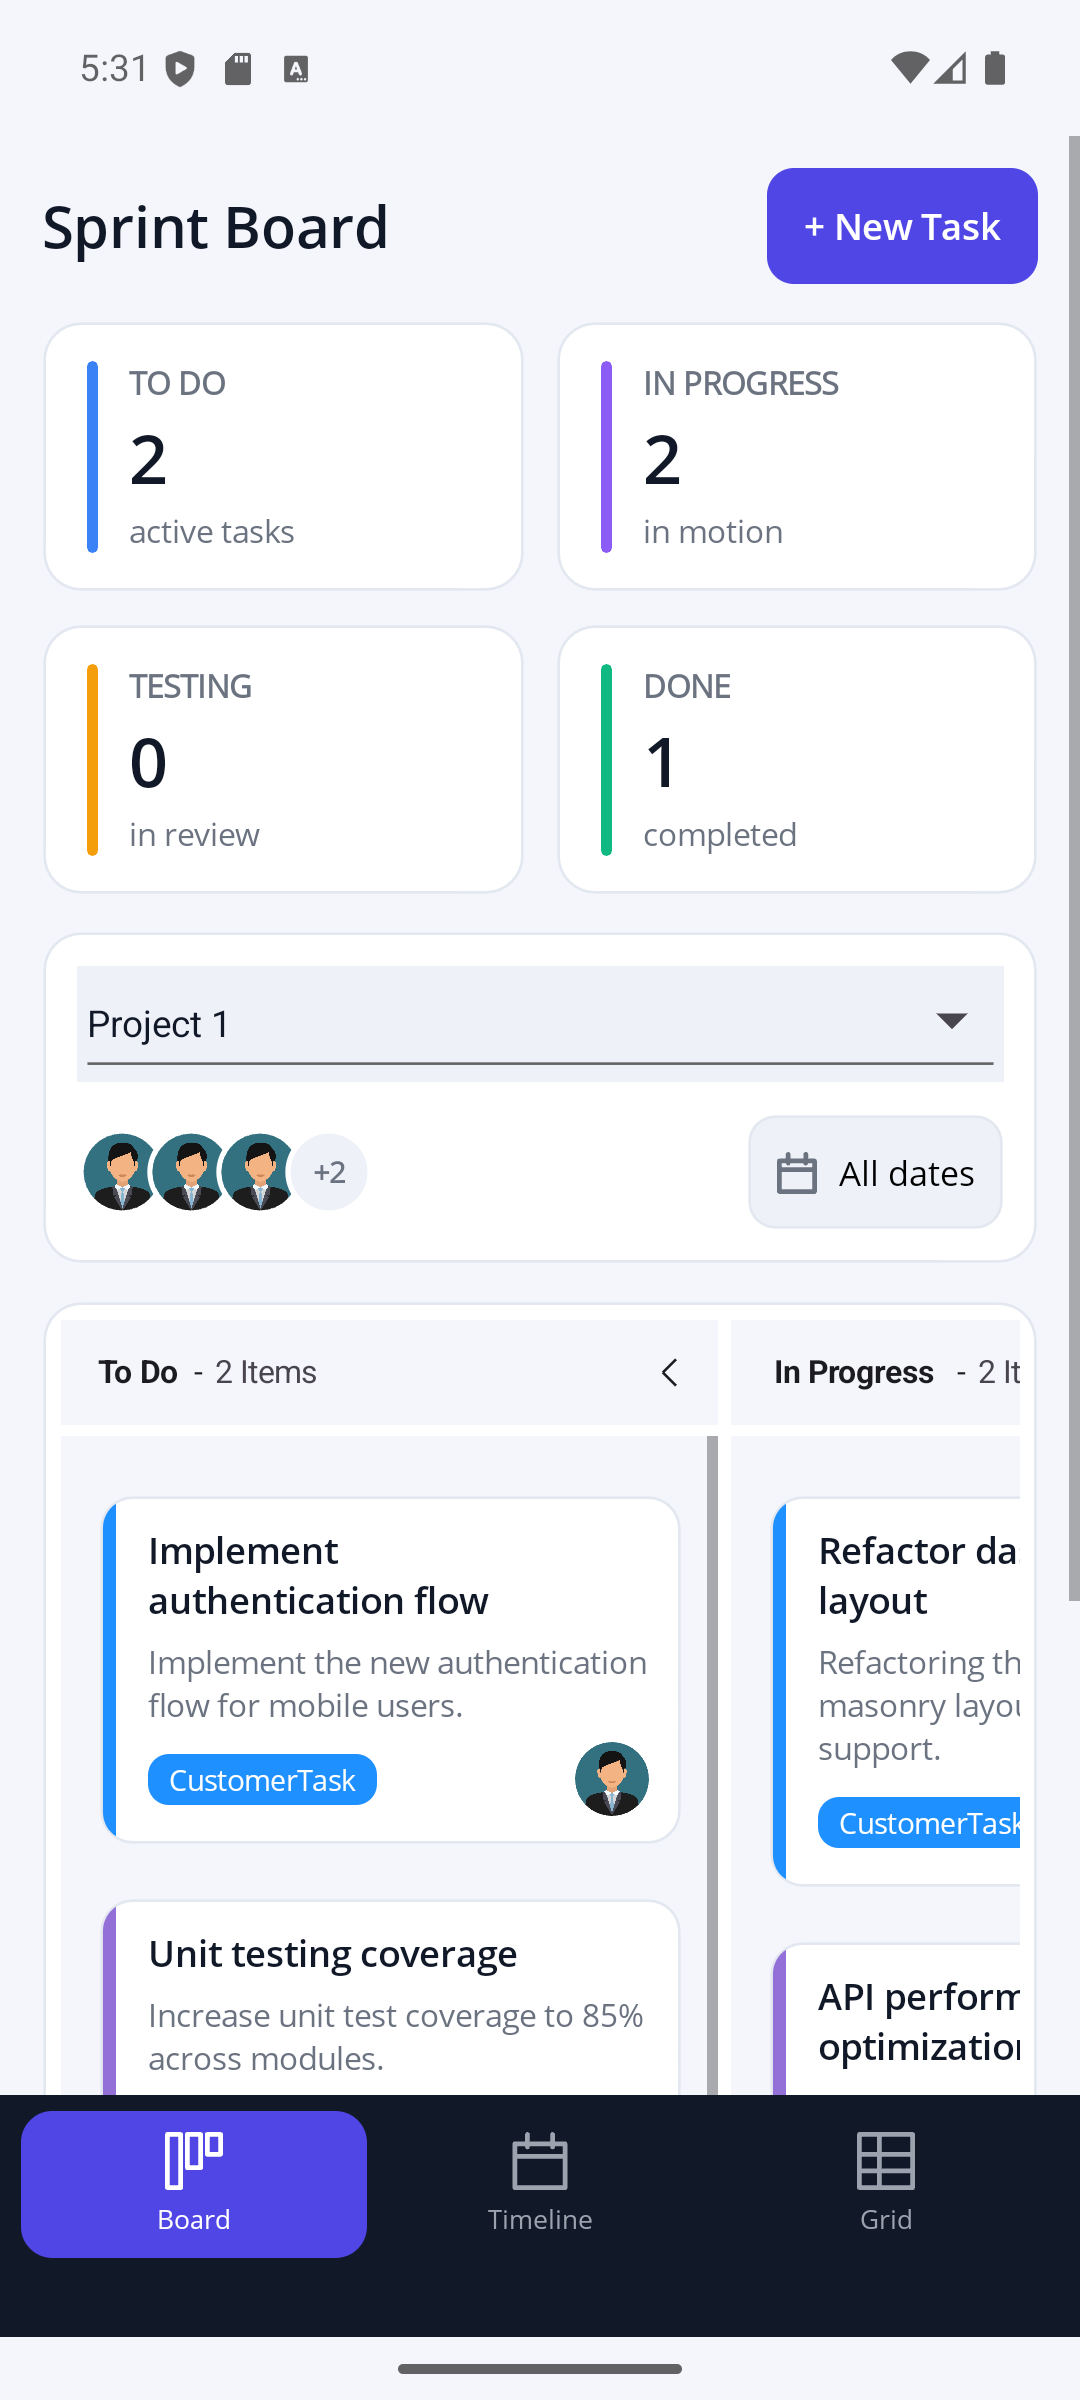 5:31
Sprint Board
+ New Task
TO DO
2
active tasks
IN PROGRESS
2
in motion
TESTING
0
in review
DONE
1
completed
Project 1
+2
All dates
To Do - 2 Items
In Progress - 2 It
Implement
authentication flow
Implement the new authentication
flow for mobile users.
CustomerTask
Unit testing coverage
Increase unit test coverage to 85%
across modules.
Refactor da
layout
Refactoring th
masonry layou
support.
CustomerTask
API perform
optimization
Board
Timeline
Grid